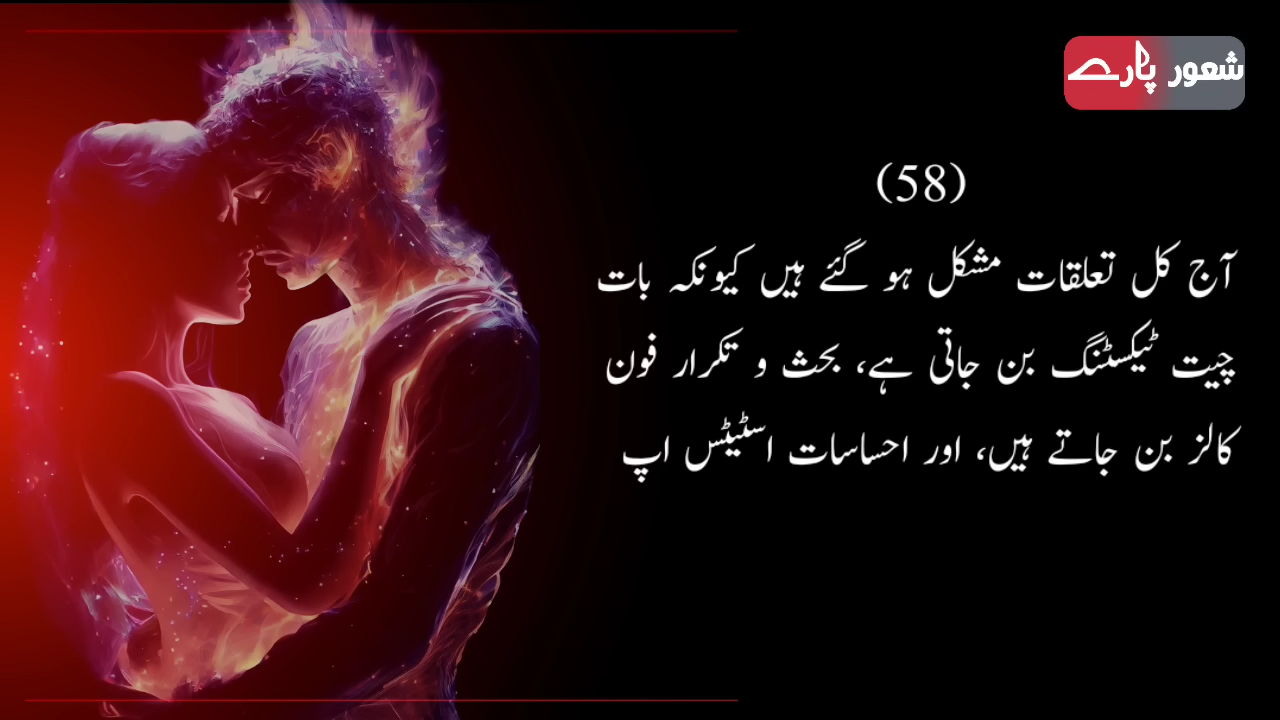 شعور پارے
(58)
آج کل تعلقات مشکل ہو گئے ہیں کیونکہ بات
چیت ٹیکسٹنگ بن جاتی ہے، بحث و تکرار فون
کالز بن جاتے ہیں، اور احساسات اسٹیٹس اپ